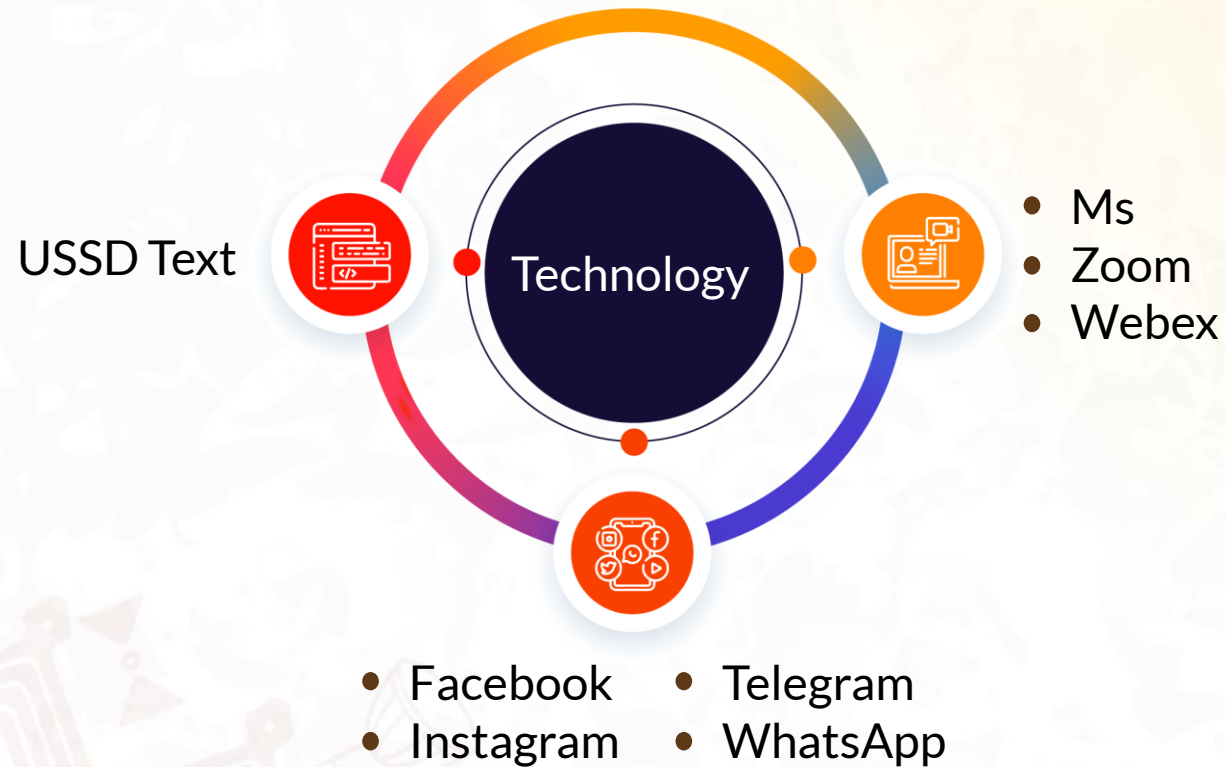 Technology
USSD Text
Ms
Zoom
Webex
Facebook
Instagram
Telegram
WhatsApp